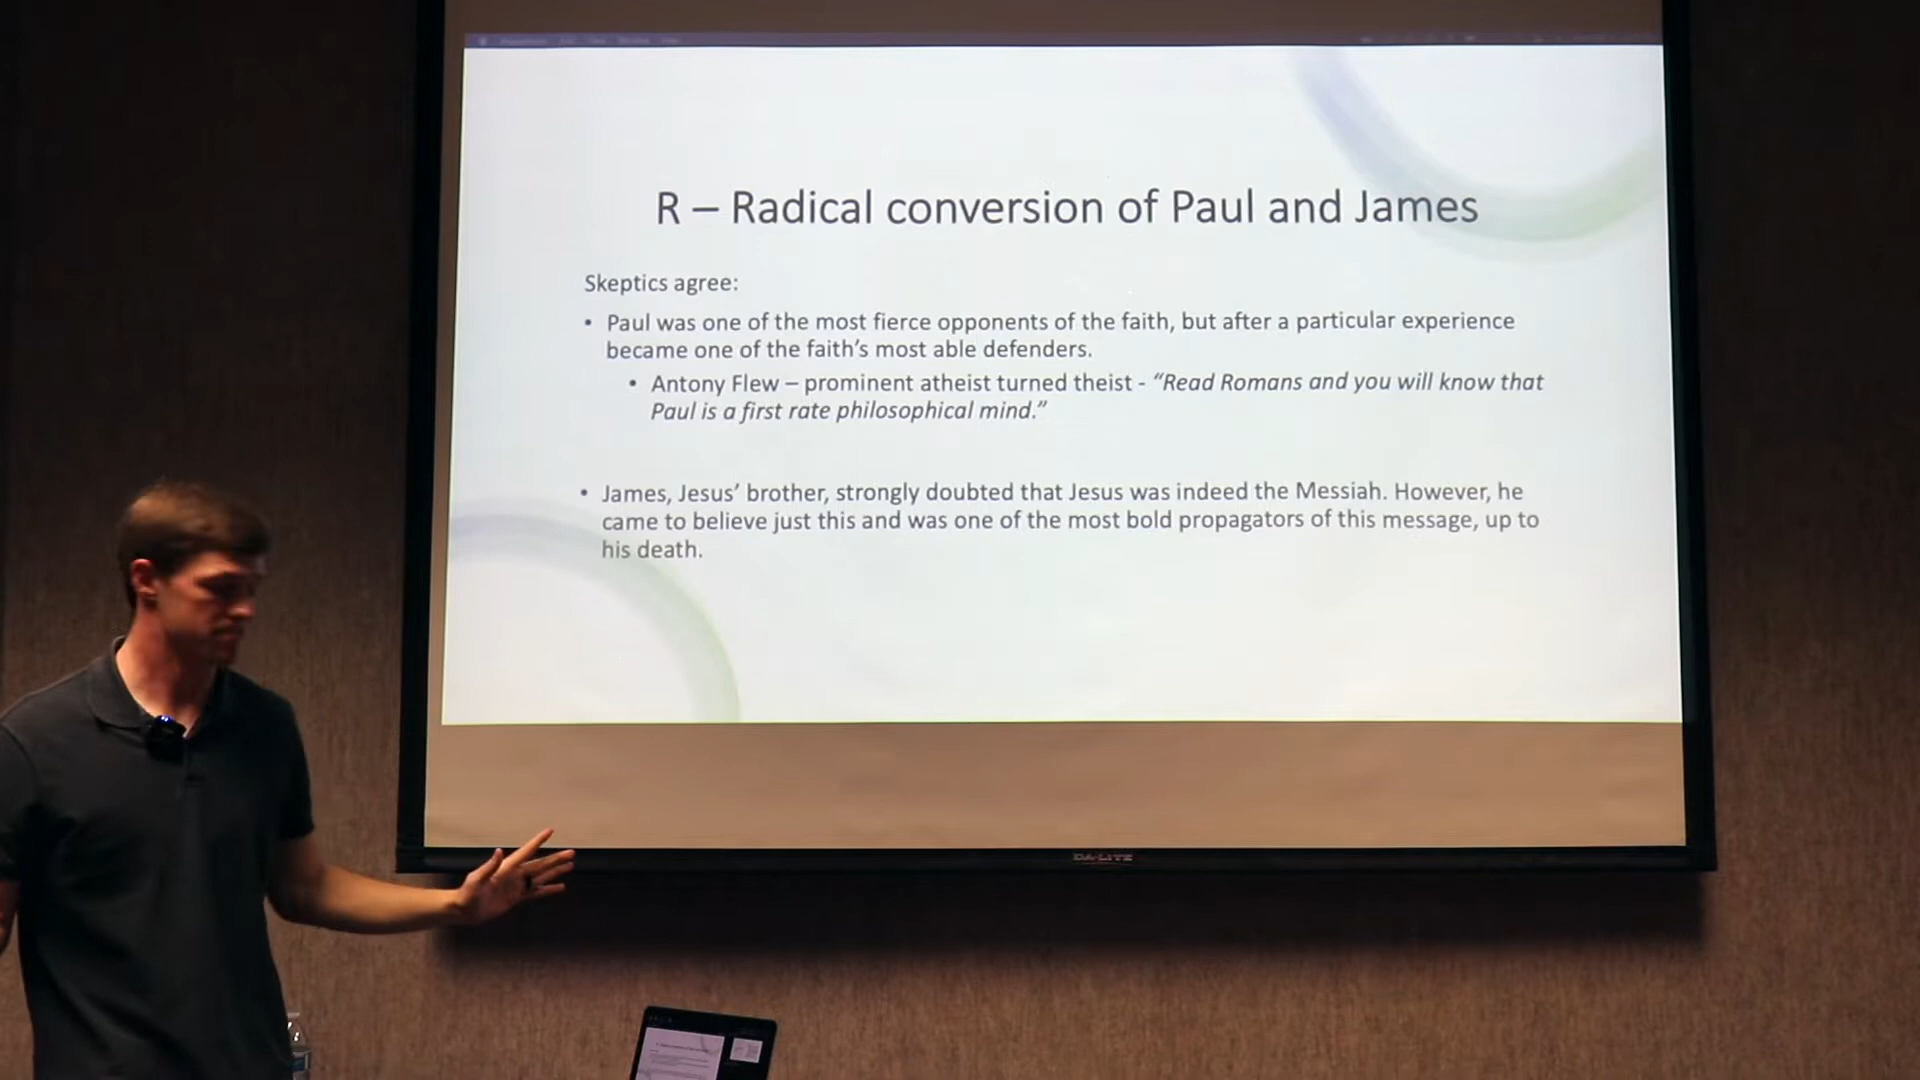 R – Radical conversion of Paul and James
Skeptics agree:
• Paul was one of the most fierce opponents of the faith, but after a particular experience
became one of the faith's most able defenders.
• Antony Flew – prominent atheist turned theist - “Read Romans and you will know that
Paul is a first rate philosophical mind.”
• James, Jesus’ brother, strongly doubted that Jesus was indeed the Messiah. However, he
came to believe just this and was one of the most bold propagators of this message, up to
his death.
DA-LITE